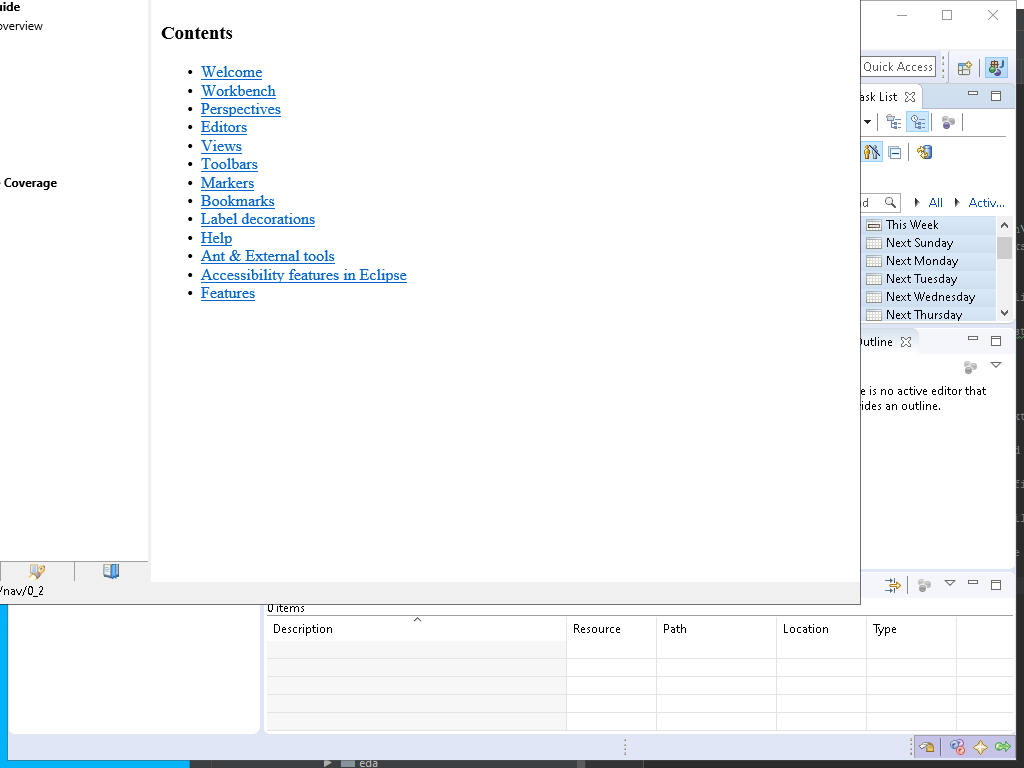 uide
overview
Coverage
/nav/0_2
Contents
Welcome
Workbench
Perspectives
Editors
Views
Toolbars
Markers
Bookmarks
Label decorations
Help
Ant & External tools
Accessibility features in Eclipse
Features
Quick Access
ask List
All
Activ...
This Week
Next Sunday
Next Monday
Next Tuesday
Next Wednesday
Next Thursday
Outline
e is no active editor that
ides an outline.
0 items
Description Resource Path Location Type
eda